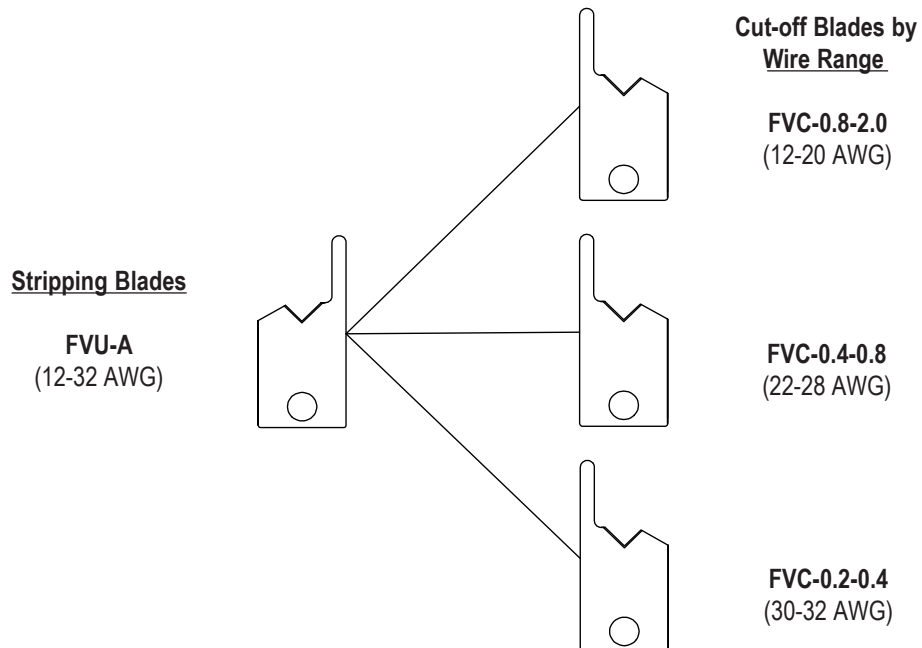 Cut-off Blades by
Wire Range
FVC-0.8-2.0
(12-20 AWG)
Stripping Blades
FVU-A
(12-32 AWG)
FVC-0.4-0.8
(22-28 AWG)
FVC-0.2-0.4
(30-32 AWG)